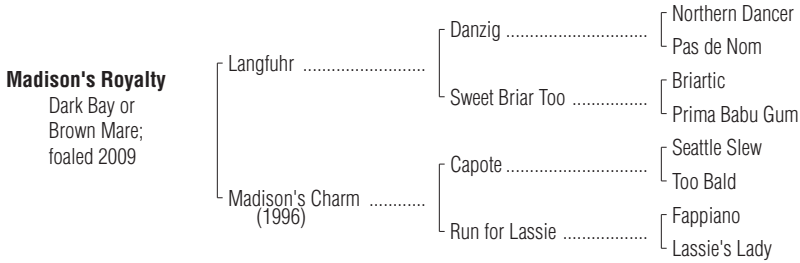 Madison's Royalty
Dark Bay or
Brown Mare;
foaled 2009
Langfuhr ..........................
Madison's Charm ............
(1996)
Danzig ..............................
Sweet Briar Too ................
Capote ..............................
Run for Lassie ..................
Northern Dancer
Pas de Nom
Briartic
Prima Babu Gum
Seattle Slew
Too Bald
Fappiano
Lassie's Lady